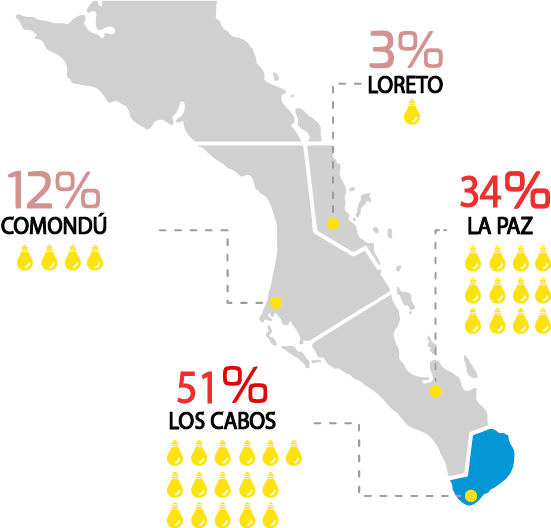 3%
LORETO
12%
COMONDÚ
34%
LA PAZ
51%
LOS CABOS